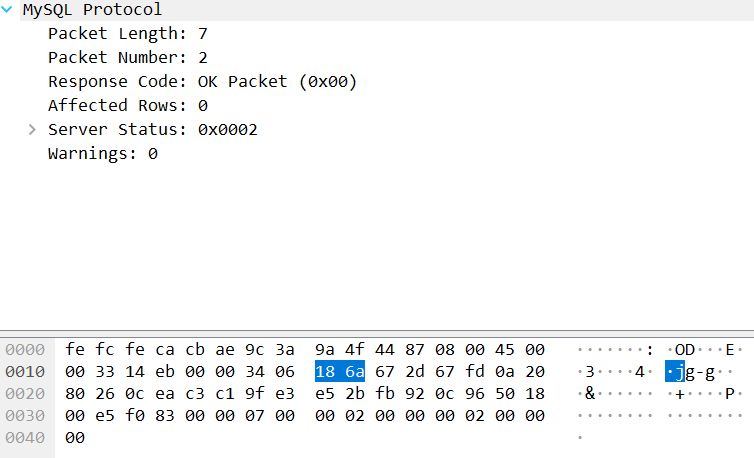 MySQL Protocol
Packet Length: 7
Packet Number: 2
Response Code: OK Packet (0x00)
Affected Rows: 0
Server Status: 0x0002
Warnings: 0
0000 fe fc fe ca cb ae 9c 3a 9a 4f 44 87 08 00 45 00 ·······: ·OD···E·
0010 00 33 14 eb 00 00 34 06 18 6a 67 2d 67 fd 0a 20 ·3····4· ·jg-g··
0020 80 26 0c ea c3 c1 9f e3 e5 2b fb 92 0c 96 50 18 ·&······ ·+····P·
0030 00 e5 f0 83 00 00 07 00 00 02 00 00 00 02 00 00 ········ ········
0040 00 ·